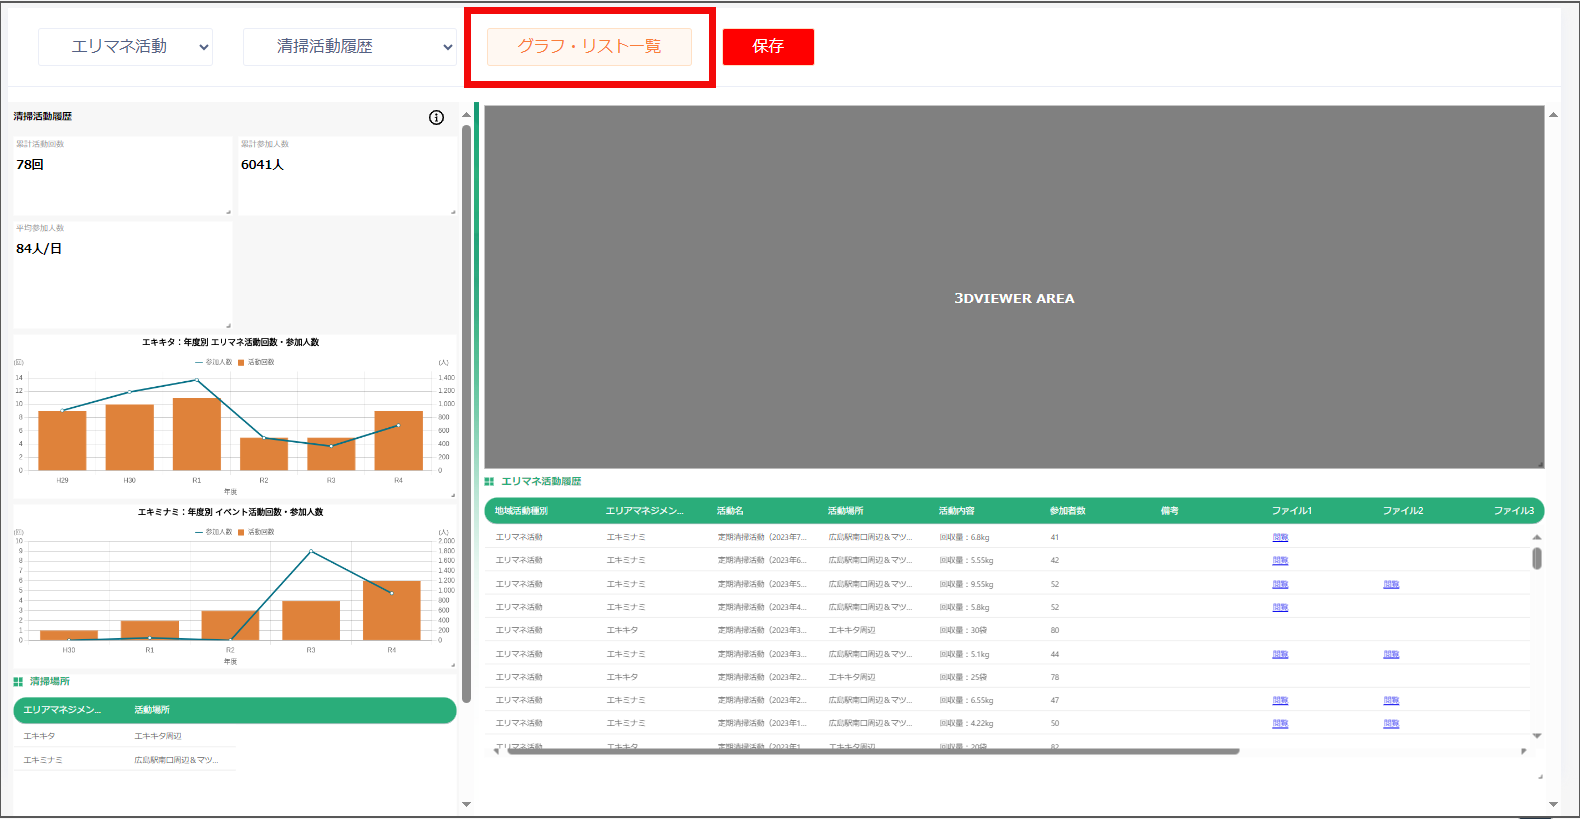 エリマネ活動
清掃活動履歴
グラフ・リスト一覧
保存
清掃活動履歴
累計活動回数
78回
累計参加人数
6041人
平均参加人数
84人/日
エキキタ：年度別 エリマネ活動回数・参加人数
参加人数 活動回数
(回) (人)
14 1,400
12 1,200
10 1,000
8 800
6 600
4 400
2 200
0 0
H29 H30 R1 R2 R3 R4
年度
エキミナミ：年度別 イベント活動回数・参加人数
参加人数 活動回数
(回) (人)
10 2,000
9 1,800
8 1,600
7 1,400
6 1,200
5 1,000
4 800
3 600
2 400
1 200
0 0
H30 R1 R2 R3 R4
年度
清掃場所
エリアマネジメン... 活動場所
エキキタ エキキタ周辺
エキミナミ 広島駅南口周辺＆マツ...
3DVIEWER AREA
エリマネ活動履歴
地域活動種別 エリアマネジメン... 活動名 活動場所 活動内容 参加者数 備考 ファイル1 ファイル2 ファイル3
エリマネ活動 エキミナミ 定期清掃活動（2023年7... 広島駅南口周辺＆マツ... 回収量：6.8kg 41 閲覧
エリマネ活動 エキミナミ 定期清掃活動（2023年6... 広島駅南口周辺＆マツ... 回収量：5.55kg 42 閲覧
エリマネ活動 エキミナミ 定期清掃活動（2023年5... 広島駅南口周辺＆マツ... 回収量：9.55kg 52 閲覧 閲覧
エリマネ活動 エキミナミ 定期清掃活動（2023年4... 広島駅南口周辺＆マツ... 回収量：5.8kg 52 閲覧
エリマネ活動 エキキタ 定期清掃活動（2023年3... エキキタ周辺 回収量：30袋 80
エリマネ活動 エキミナミ 定期清掃活動（2023年3... 広島駅南口周辺＆マツ... 回収量：5.1kg 44 閲覧 閲覧
エリマネ活動 エキキタ 定期清掃活動（2023年2... エキキタ周辺 回収量：25袋 78
エリマネ活動 エキミナミ 定期清掃活動（2023年2... 広島駅南口周辺＆マツ... 回収量：6.55kg 47 閲覧 閲覧
エリマネ活動 エキミナミ 定期清掃活動（2023年1... 広島駅南口周辺＆マツ... 回収量：4.22kg 50 閲覧 閲覧
エリマネ活動 エキキタ 定期清掃活動（2023年1... エキキタ周辺 回収量：20袋 82